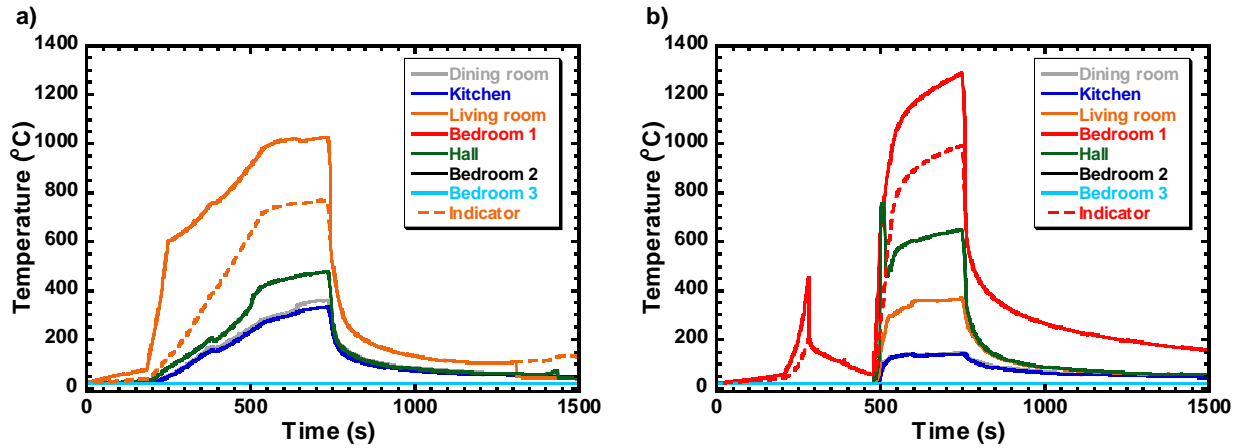 a)
Temperature (⁰C)
1400
1200
1000
800
600
400
200
0
Dining room
Kitchen
Living room
Bedroom 1
Hall
Bedroom 2
Bedroom 3
Indicator
0
500
1000
1500
Time (s)
b)
Temperature (⁰C)
1400
1200
1000
800
600
400
200
0
Dining room
Kitchen
Living room
Bedroom 1
Hall
Bedroom 2
Bedroom 3
Indicator
0
500
1000
1500
Time (s)